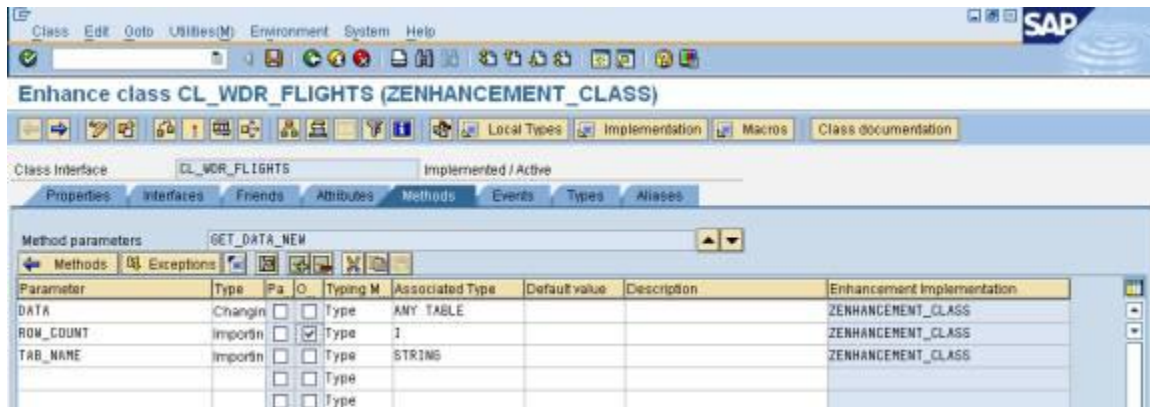 Class Edit Goto Utilities(M) Environment System Help
SAP
Enhance class CL_WDR_FLIGHTS (ZENHANCEMENT_CLASS)
Local Types Implementation Macros Class documentation
Class Interface CL_WDR_FLIGHTS Implemented / Active
Properties Interfaces Friends Attributes Methods Events Types Aliases
Method parameters GET_DATA_NEW
Methods Exceptions
Parameter Type Pa O_ Typing M Associated Type Default value Description Enhancement Implementation
DATA Changin Type ANY TABLE ZENHANCEMENT_CLASS
ROW_COUNT Importin Type I ZENHANCEMENT_CLASS
TAB_NAME Importin Type STRING ZENHANCEMENT_CLASS
Type
Type